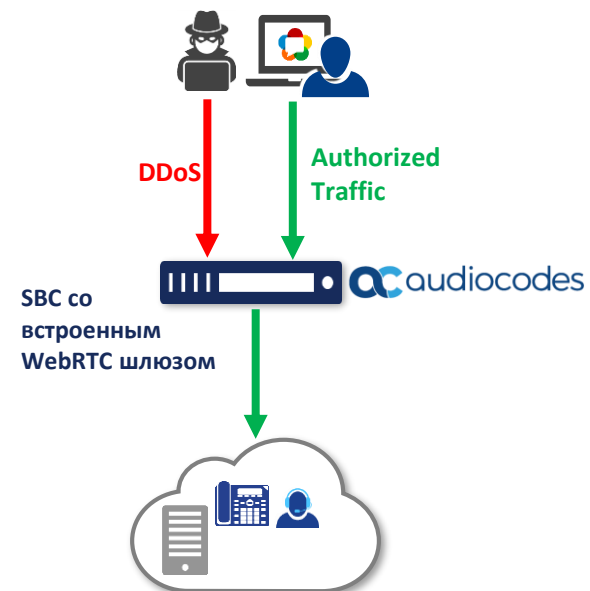 DDoS
Authorized
Traffic
audiocodes
SBC со
встроенным
WebRTC шлюзом